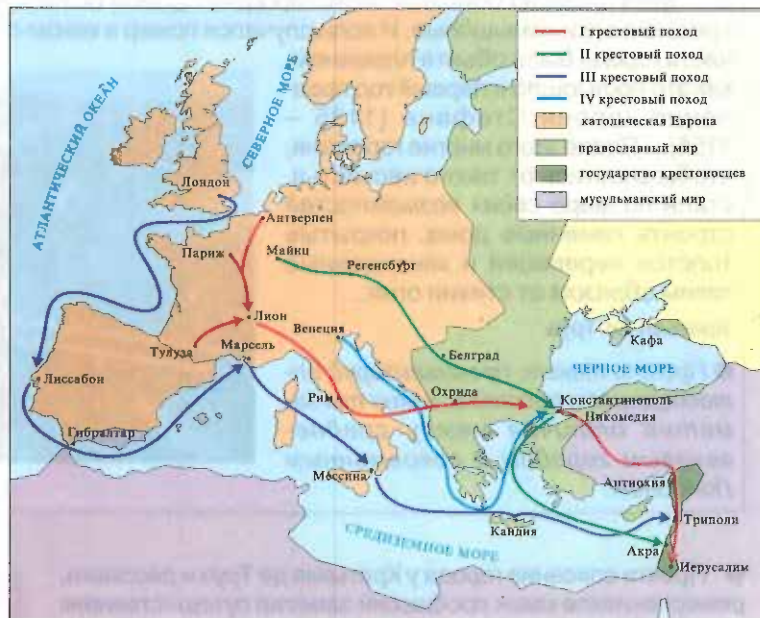 I крестовый поход
II крестовый поход
III крестовый поход
IV крестовый поход
католическая Европа
православный мир
государство крестоносцев
мусульманский мир
АТЛАНТИЧЕСКИЙ ОКЕАН
СЕВЕРНОЕ МОРЕ
Лондон
Антверпен
Париж
Майнц
Регенсбург
Лион
Венеция
Тулуза
Марсель
Белград
Кафа
ЧЕРНОЕ МОРЕ
Лиссабон
Рим
Охрида
Константинополь
Никомедия
Гибралтар
Мессина
Антиохия
Кандия
Триполи
СРЕДИЗЕМНОЕ МОРЕ
Акра
Иерусалим